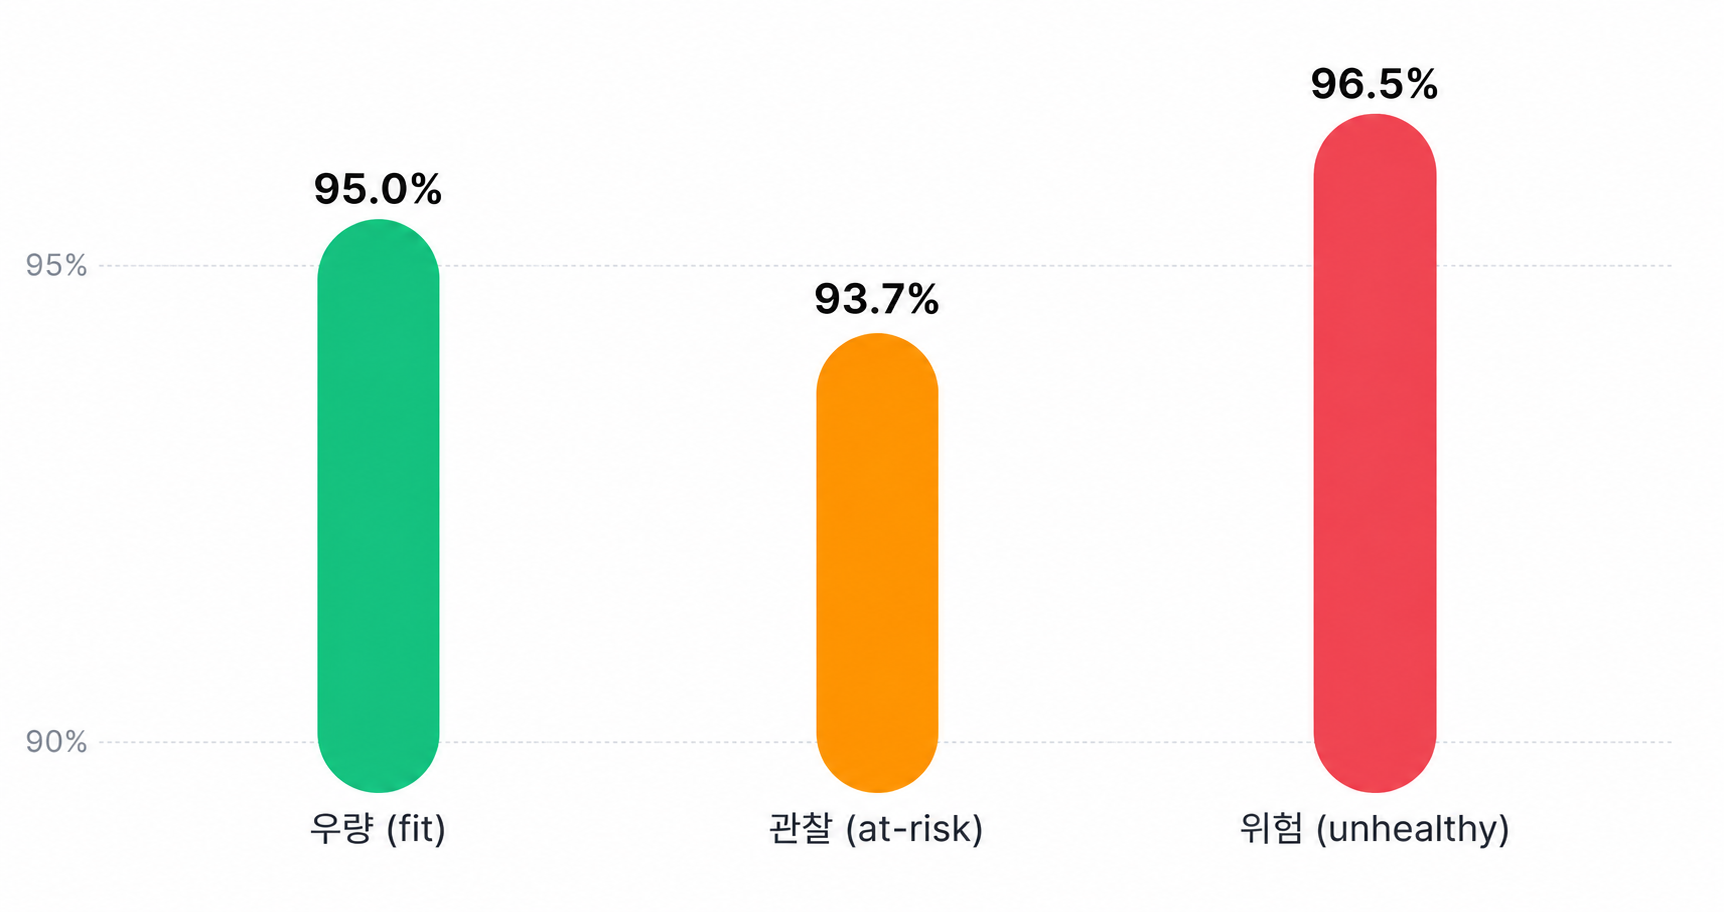 96.5%
95.0%
95%
93.7%
90%
우량 (fit)
관찰 (at-risk)
위험 (unhealthy)